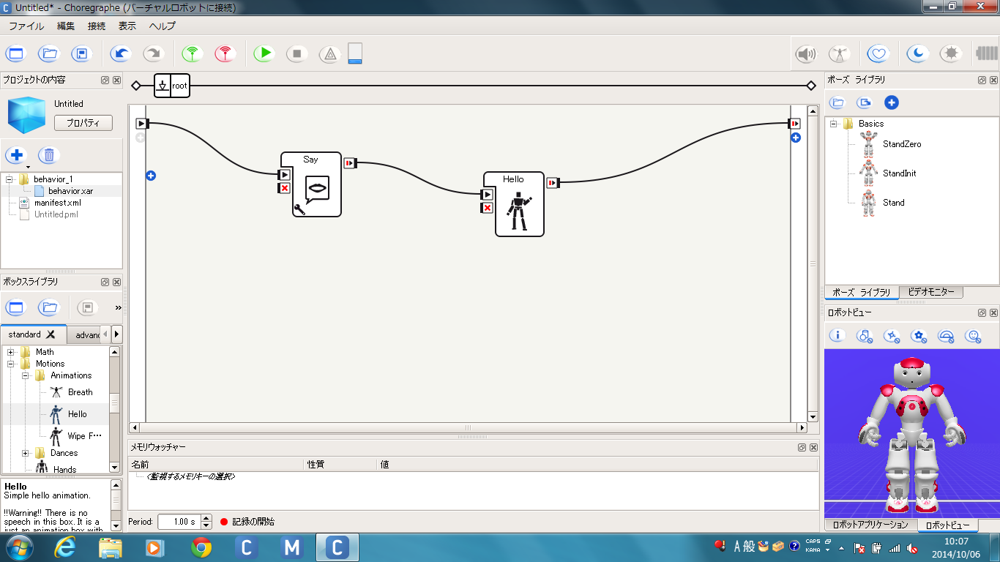 Untitled* - Choregraphe (バーチャルロボットに接続)
ファイル 編集 接続 表示 ヘルプ
プロジェクトの内容
Untitled
プロパティ
behavior_1
behavior.xar
manifest.xml
Untitled.pml
ボックスライブラリ
»
standard advanc
Math
Motions
Animations
Breath
Hello
Wipe F…
Dances
Hands
Hello
Simple hello animation.
!!Warning!! There is no
speech in this box. It is a
just an animation box with
root
Say
Hello
メモリウォッチャー
名前 性質 値
<監視するメモリキーの選択>
Period: 1.00 s 記録の開始
ポーズ ライブラリ
Basics
StandZero
StandInit
Stand
ポーズ ライブラリ ビデオモニター
ロボットビュー
ロボットアプリケーション ロボットビュー
A 般 CAPS KANA
10:07
2014/10/06